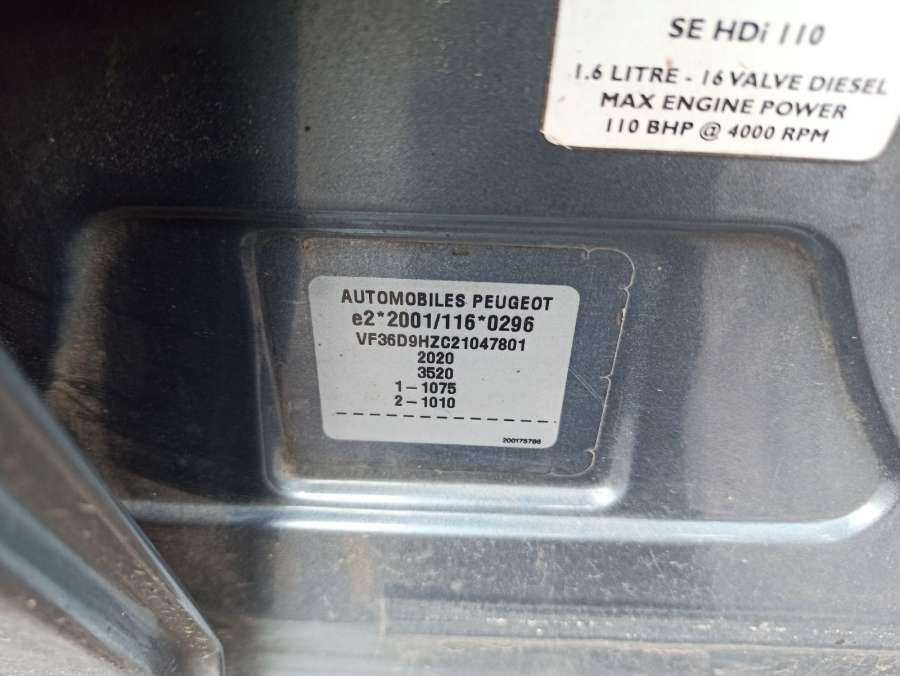 SE HDi 110
1.6 LITRE - 16 VALVE DIESEL
MAX ENGINE POWER
110 BHP @ 4000 RPM
AUTOMOBILES PEUGEOT
e2*2001/116*0296
VF36D9HZC21047801
2020
3520
1 – 1075
2 – 1010
200175786